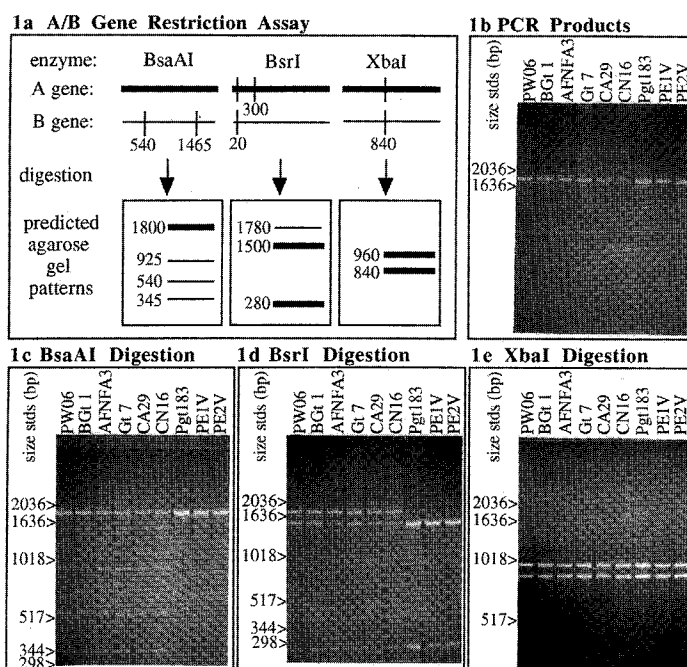 1a A/B Gene Restriction Assay
enzyme: BsaAI BsrI XbaI
A gene:
300
B gene:
540 1465 20 840
digestion
predicted
agarose
gel
patterns
1800
925
540
345
1780
1500
280
960
840
1b PCR Products
size stds (bp)
PW06
BGt 1
AFNFA3
Gt 7
CA29
CN16
Pgt183
PE1V
PE2V
2036>
1636>
1c BsaAI Digestion
size stds (bp)
PW06
BGt 1
AFNFA3
Gt 7
CA29
CN16
Pgt183
PE1V
PE2V
2036>
1636>
1018>
517>
344>
298>
1d BsrI Digestion
size stds (bp)
PW06
BGt 1
AFNFA3
Gt 7
CA29
CN16
Pgt183
PE1V
PE2V
2036>
1636>
1018>
517>
344>
298>
1e XbaI Digestion
size stds (bp)
PW06
BGt 1
AFNFA3
Gt 7
CA29
CN16
Pgt183
PE1V
PE2V
2036>
1636>
1018>
517>